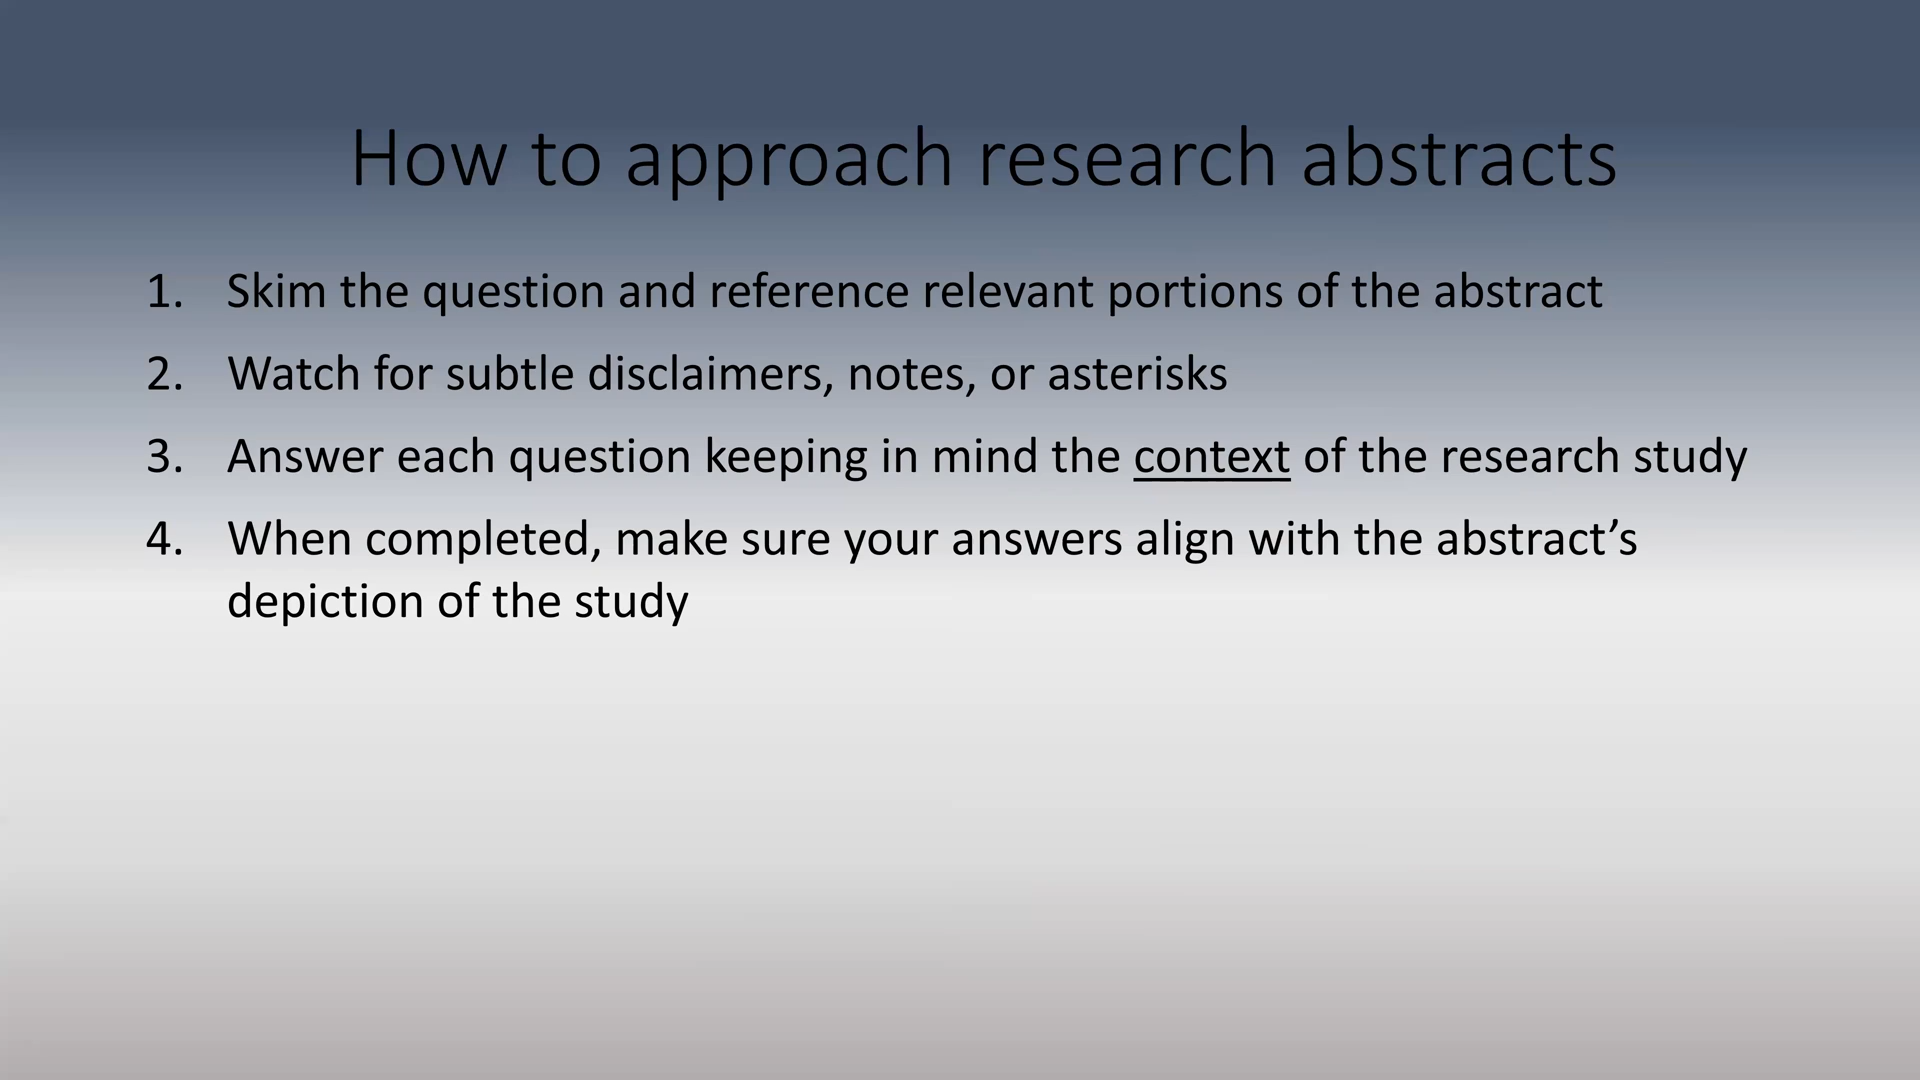 How to approach research abstracts
1. Skim the question and reference relevant portions of the abstract
2. Watch for subtle disclaimers, notes, or asterisks
3. Answer each question keeping in mind the context of the research study
4. When completed, make sure your answers align with the abstract’s
depiction of the study